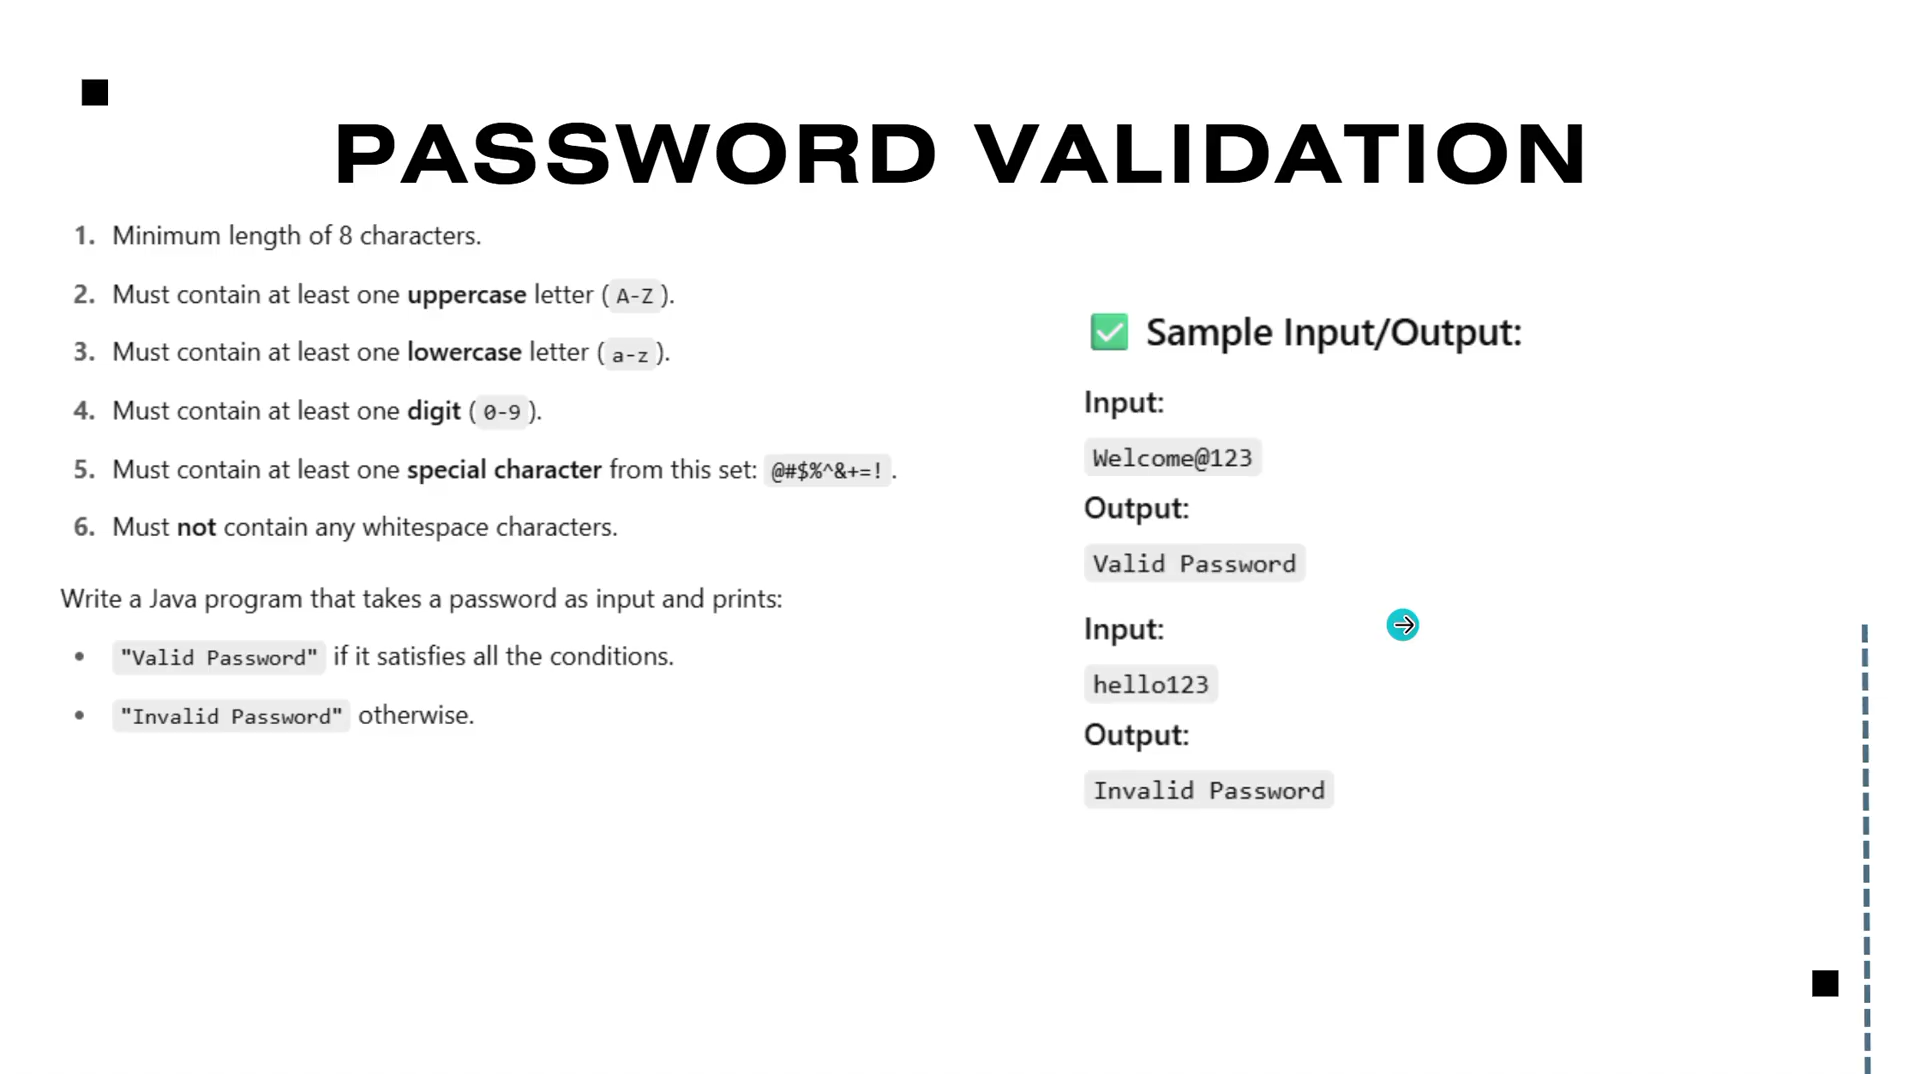 PASSWORD VALIDATION
1. Minimum length of 8 characters.
2. Must contain at least one uppercase letter ( A-Z ).
3. Must contain at least one lowercase letter ( a-z ).
4. Must contain at least one digit ( 0-9 ).
5. Must contain at least one special character from this set: @#$%^&+=! .
6. Must not contain any whitespace characters.
Write a Java program that takes a password as input and prints:
• "Valid Password" if it satisfies all the conditions.
• "Invalid Password" otherwise.
✅ Sample Input/Output:
Input:
Welcome@123
Output:
Valid Password
Input:
hello123
Output:
Invalid Password